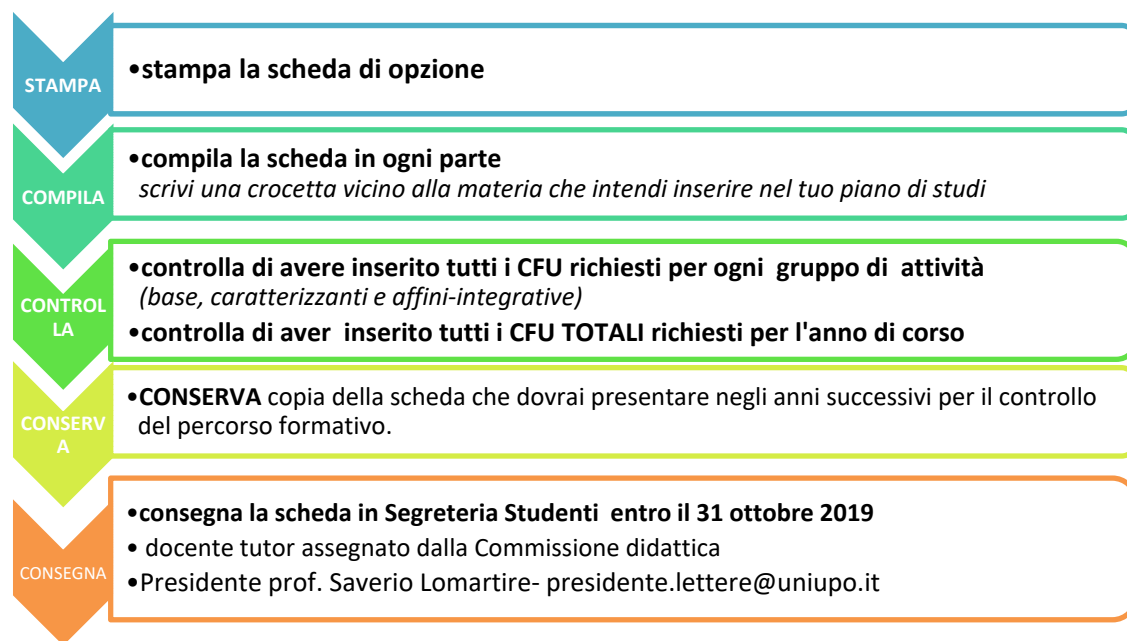 STAMPA
•stampa la scheda di opzione
COMPILA
•compila la scheda in ogni parte
scrivi una crocetta vicino alla materia che intendi inserire nel tuo piano di studi
CONTROL
LA
•controlla di avere inserito tutti i CFU richiesti per ogni gruppo di attività
(base, caratterizzanti e affini-integrative)
•controlla di aver inserito tutti i CFU TOTALI richiesti per l'anno di corso
CONSERV
A
•CONSERVA copia della scheda che dovrai presentare negli anni successivi per il controllo
del percorso formativo.
CONSEGNA
•consegna la scheda in Segreteria Studenti entro il 31 ottobre 2019
• docente tutor assegnato dalla Commissione didattica
•Presidente prof. Saverio Lomartire- presidente.lettere@uniupo.it